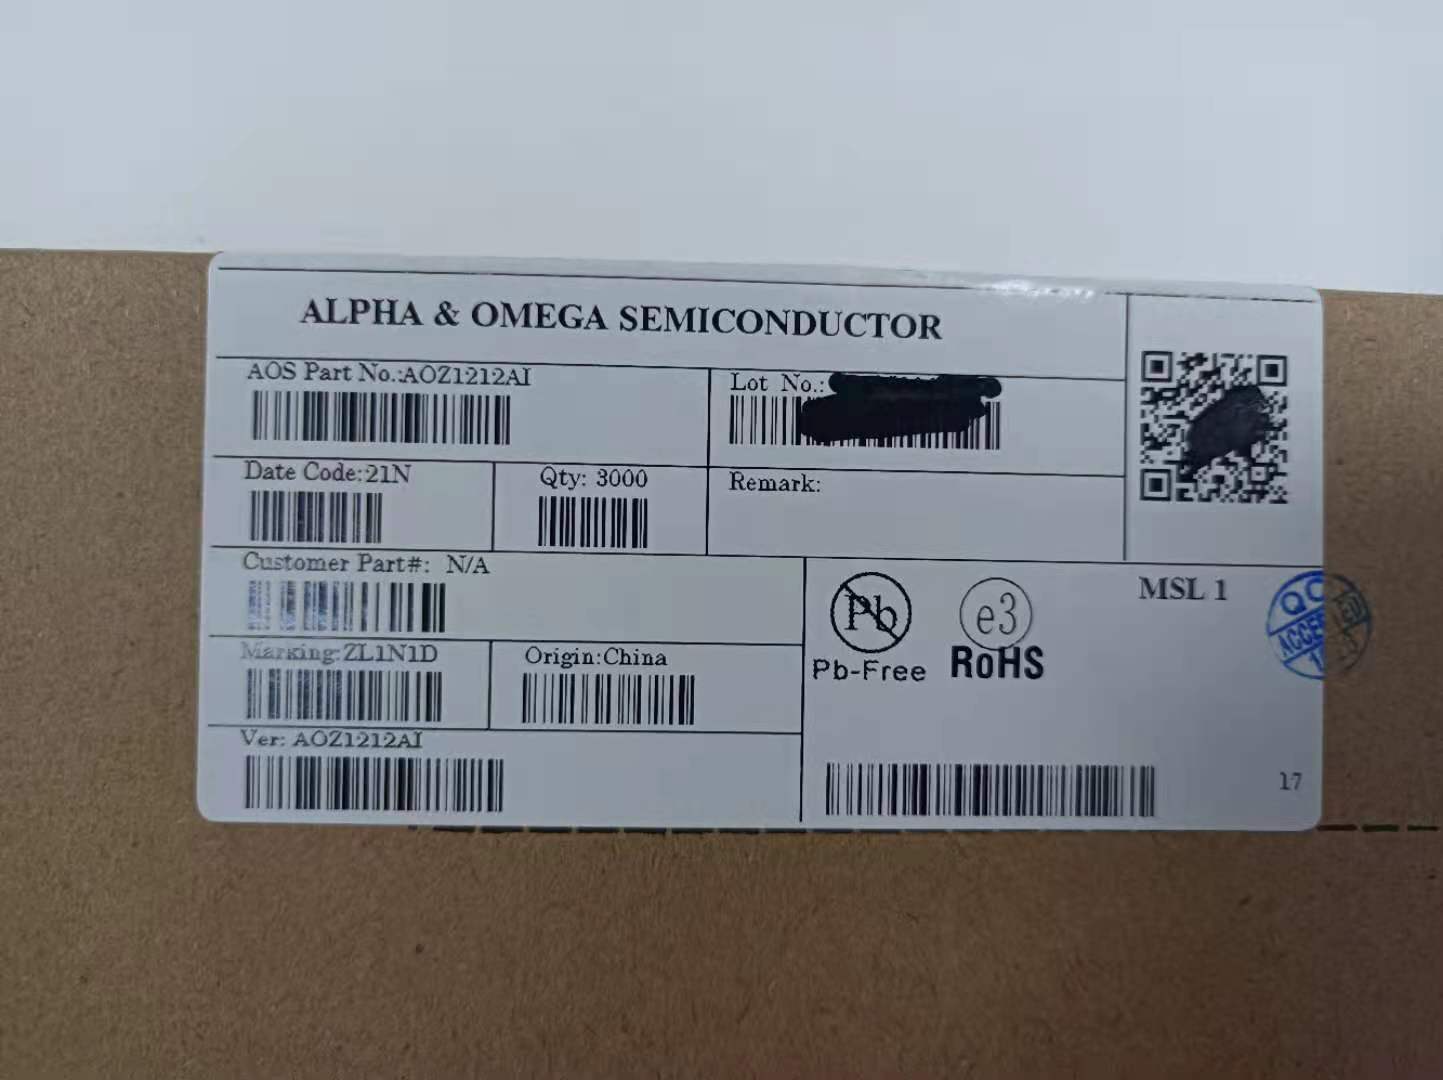 ALPHA & OMEGA SEMICONDUCTOR
AOS Part No.:AOZ1212AI
Lot No.:
Date Code:21N
Qty: 3000
Remark:
Customer Part#: N/A
Marking:ZL1N1D
Origin:China
Ver: AOZ1212AI
Pb
Pb-Free
e3
RoHS
MSL 1
17